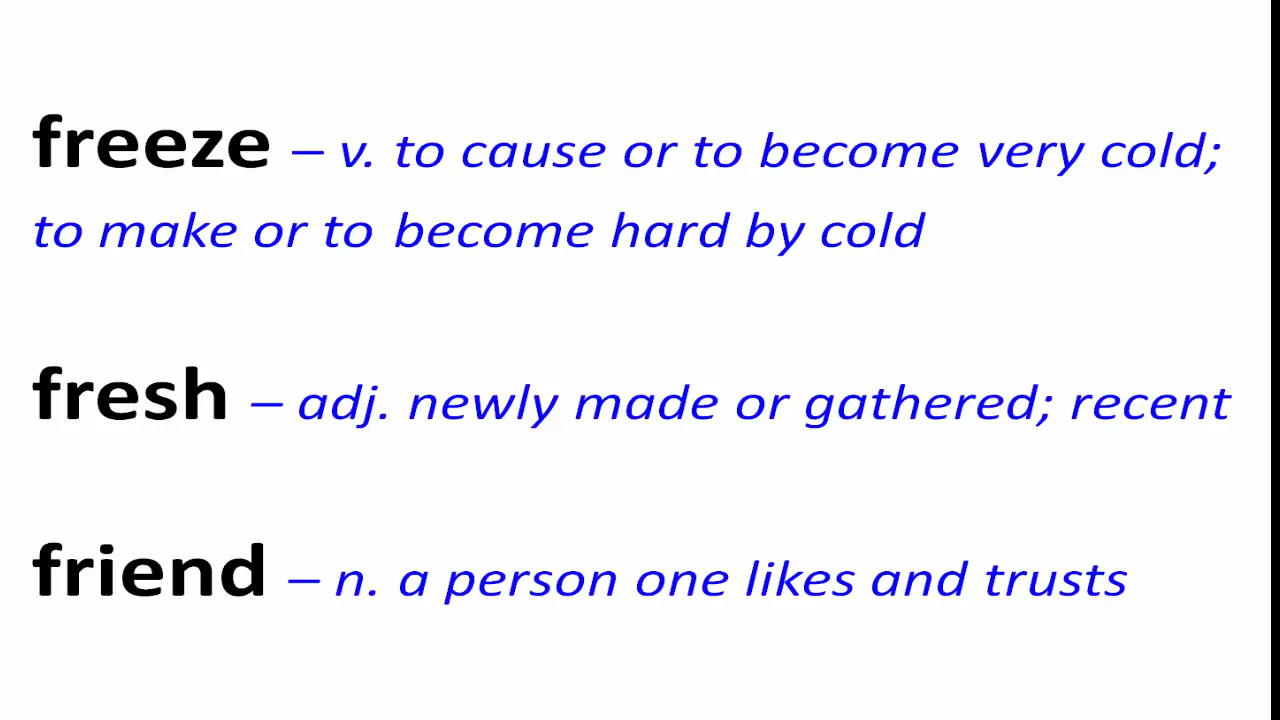 freeze – v. to cause or to become very cold;
to make or to become hard by cold
fresh – adj. newly made or gathered; recent
friend – n. a person one likes and trusts